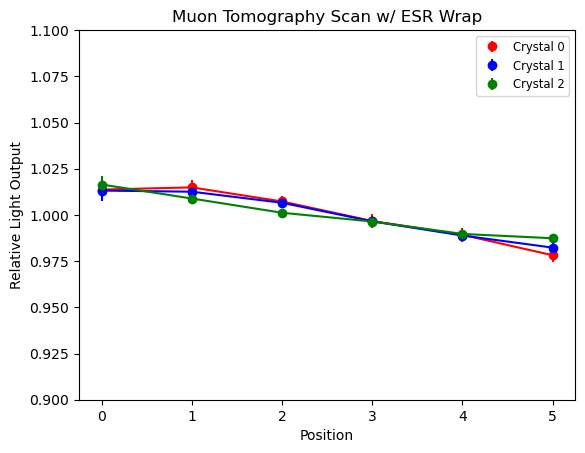 Muon Tomography Scan w/ ESR Wrap
1.100
1.075
1.050
1.025
1.000
0.975
0.950
0.925
0.900
Relative Light Output
Crystal 0
Crystal 1
Crystal 2
0 1 2 3 4 5
Position